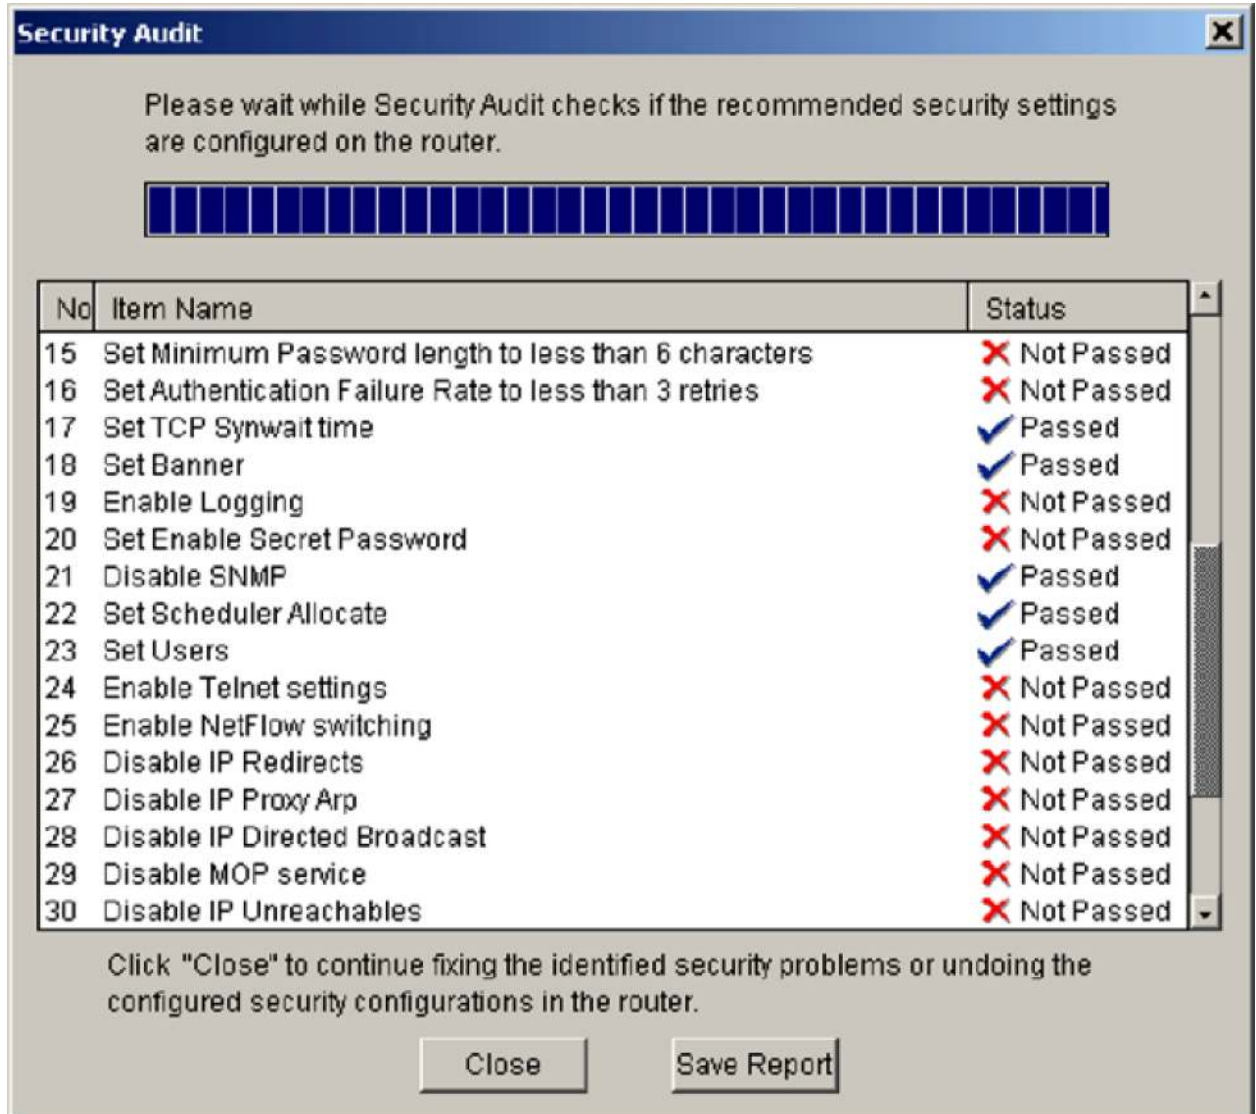 Security Audit
Please wait while Security Audit checks if the recommended security settings
are configured on the router.
No Item Name Status
15 Set Minimum Password length to less than 6 characters Not Passed
16 Set Authentication Failure Rate to less than 3 retries Not Passed
17 Set TCP Synwait time Passed
18 Set Banner Passed
19 Enable Logging Not Passed
20 Set Enable Secret Password Not Passed
21 Disable SNMP Passed
22 Set Scheduler Allocate Passed
23 Set Users Passed
24 Enable Telnet settings Not Passed
25 Enable NetFlow switching Not Passed
26 Disable IP Redirects Not Passed
27 Disable IP Proxy Arp Not Passed
28 Disable IP Directed Broadcast Not Passed
29 Disable MOP service Not Passed
30 Disable IP Unreachables Not Passed
Click "Close" to continue fixing the identified security problems or undoing the
configured security configurations in the router.
Close Save Report